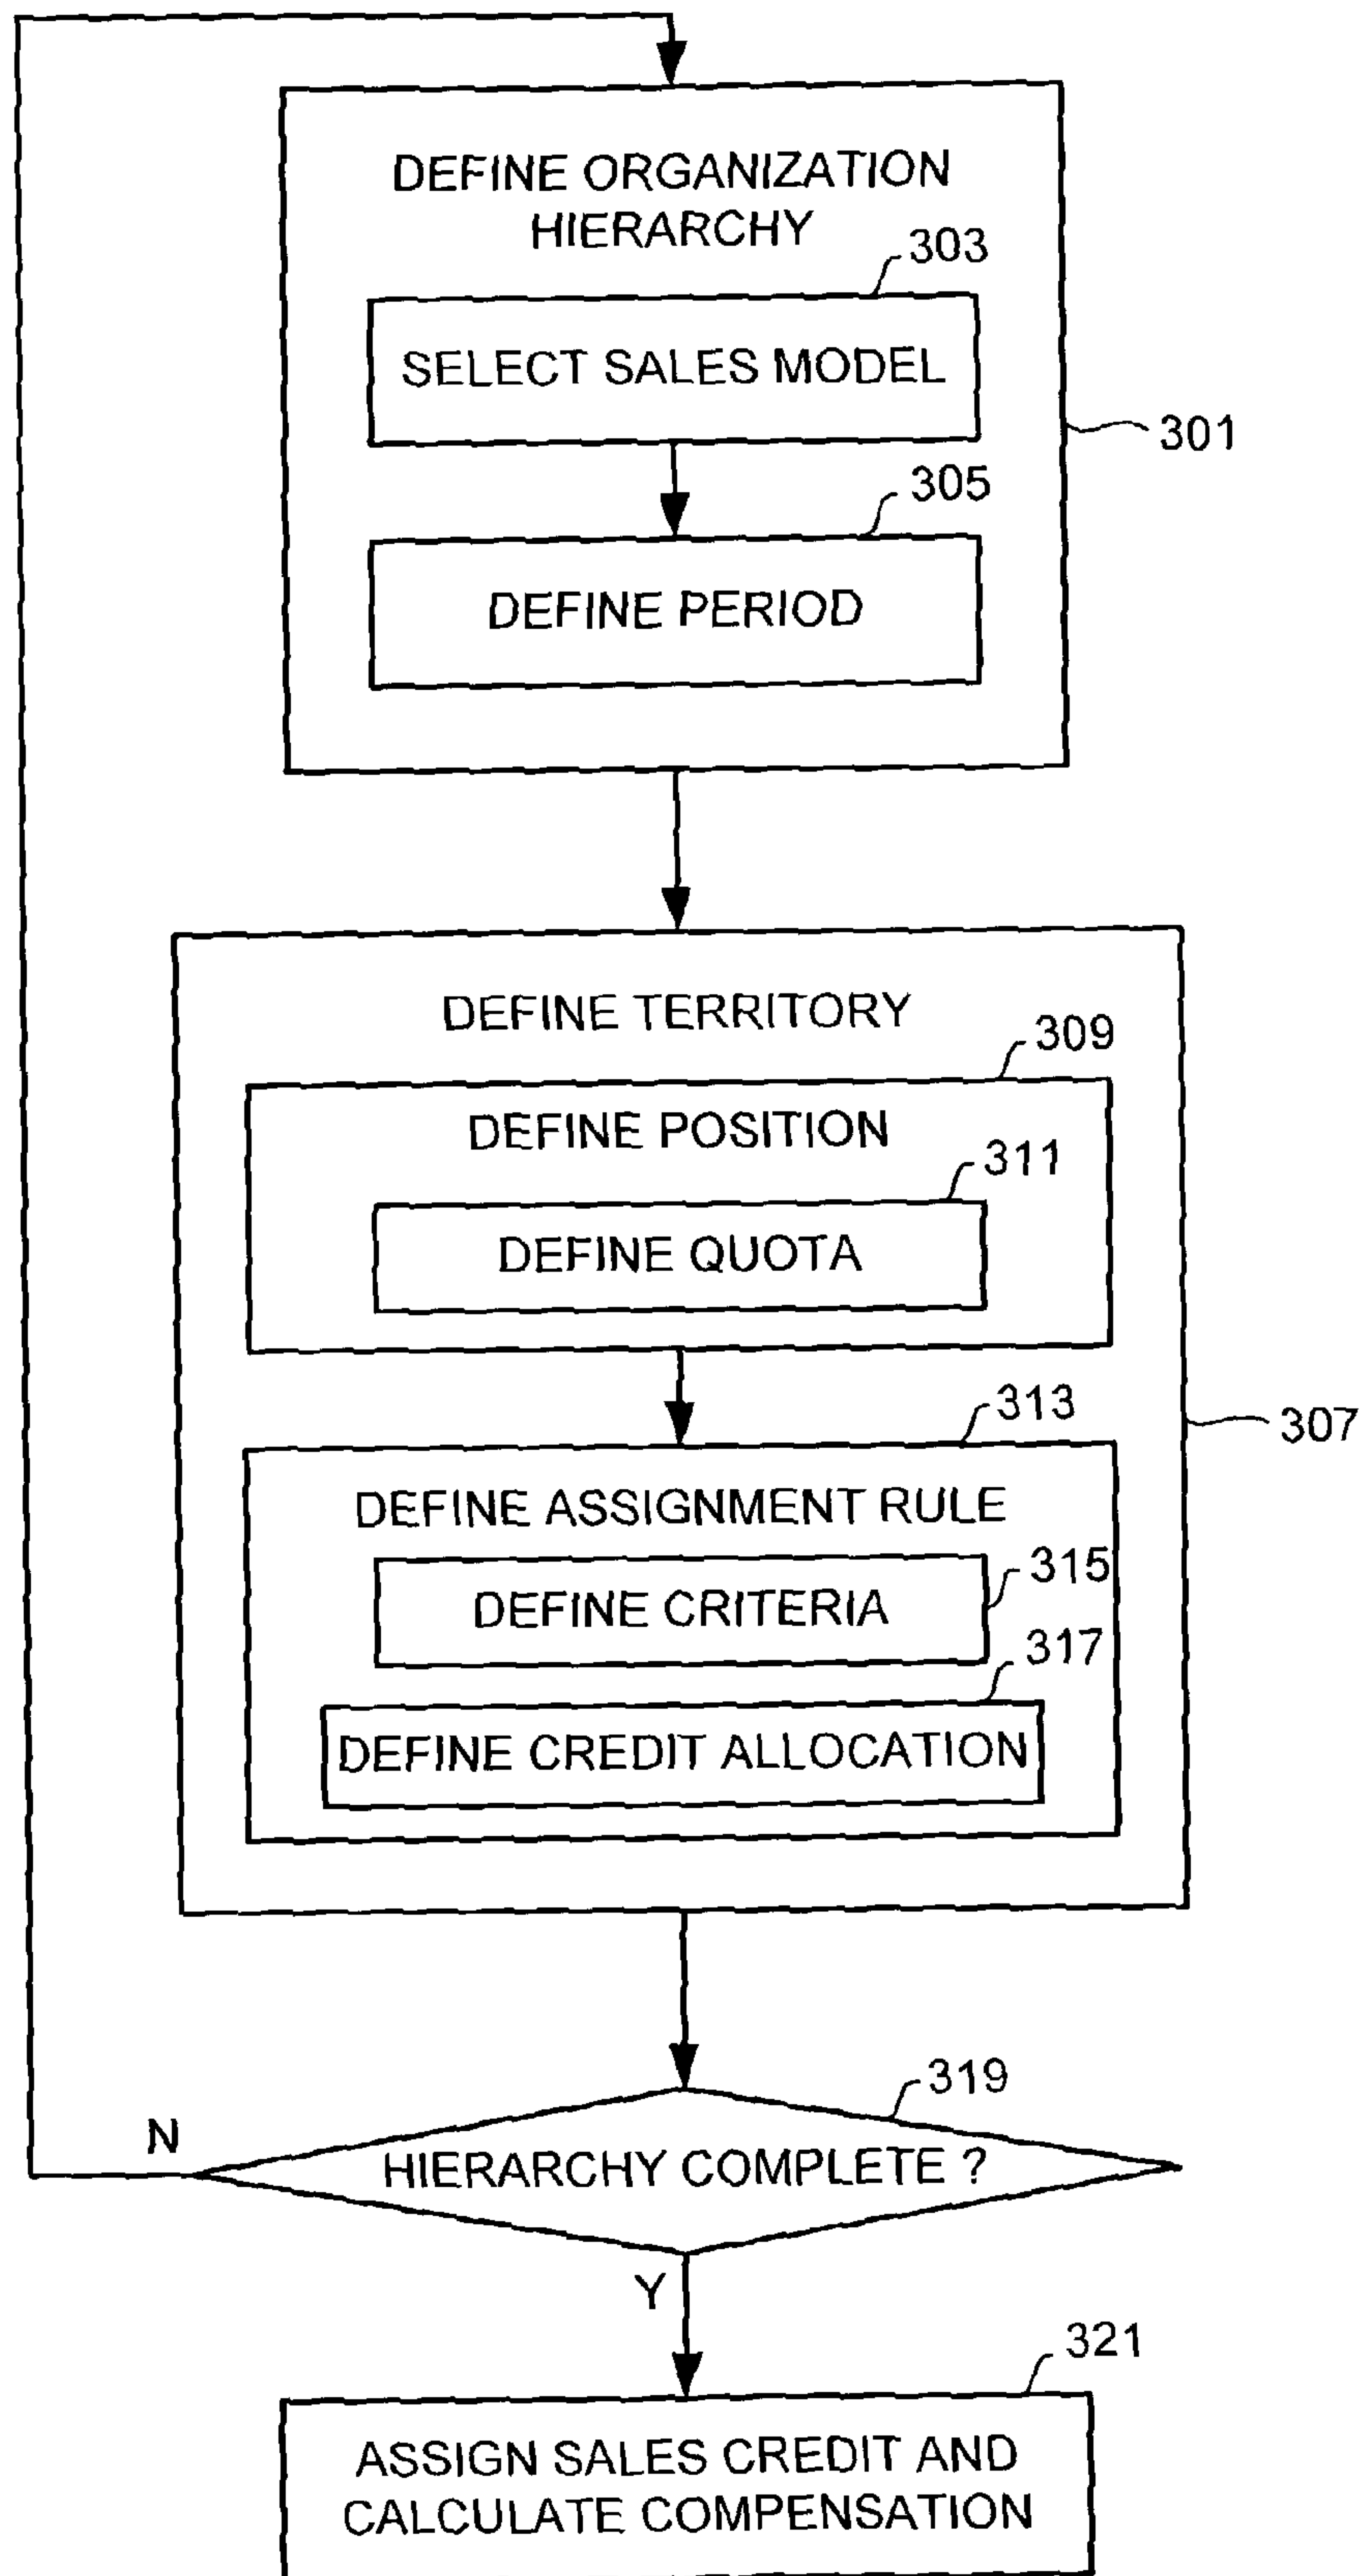 DEFINE ORGANIZATION
HIERARCHY
303
SELECT SALES MODEL
301
305
DEFINE PERIOD
DEFINE TERRITORY
309
DEFINE POSITION
311
DEFINE QUOTA
313
307
DEFINE ASSIGNMENT RULE
315
DEFINE CRITERIA
317
DEFINE CREDIT ALLOCATION
319
N
HIERARCHY COMPLETE ?
Y
321
ASSIGN SALES CREDIT AND
CALCULATE COMPENSATION